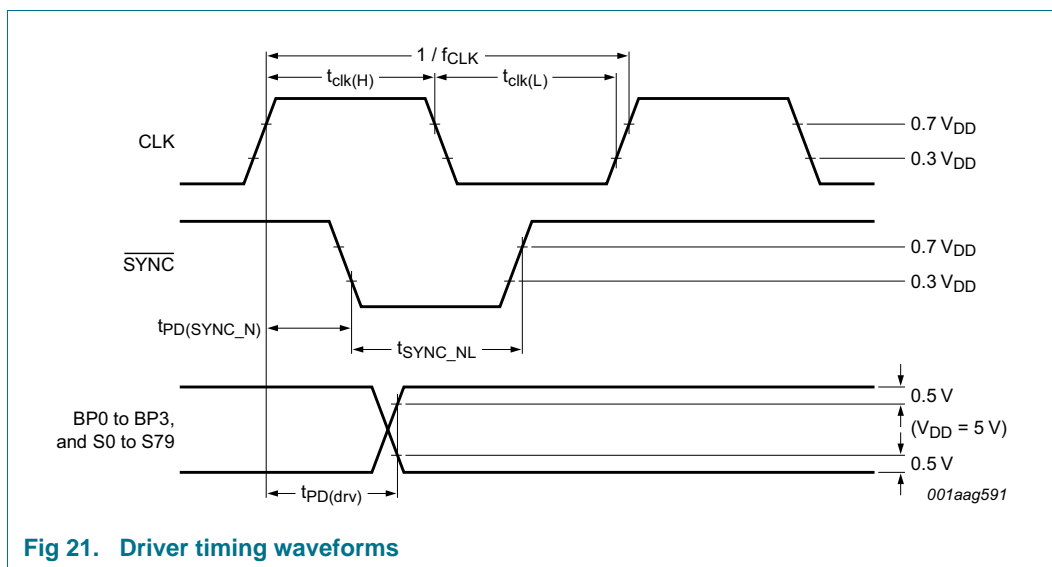 1 / fCLK
tclk(H)
tclk(L)
CLK
0.7 VDD
0.3 VDD
SYNC
0.7 VDD
0.3 VDD
tPD(SYNC_N)
tSYNC_NL
BP0 to BP3,
and S0 to S79
0.5 V
(VDD = 5 V)
0.5 V
tPD(drv)
001aag591
Fig 21. Driver timing waveforms